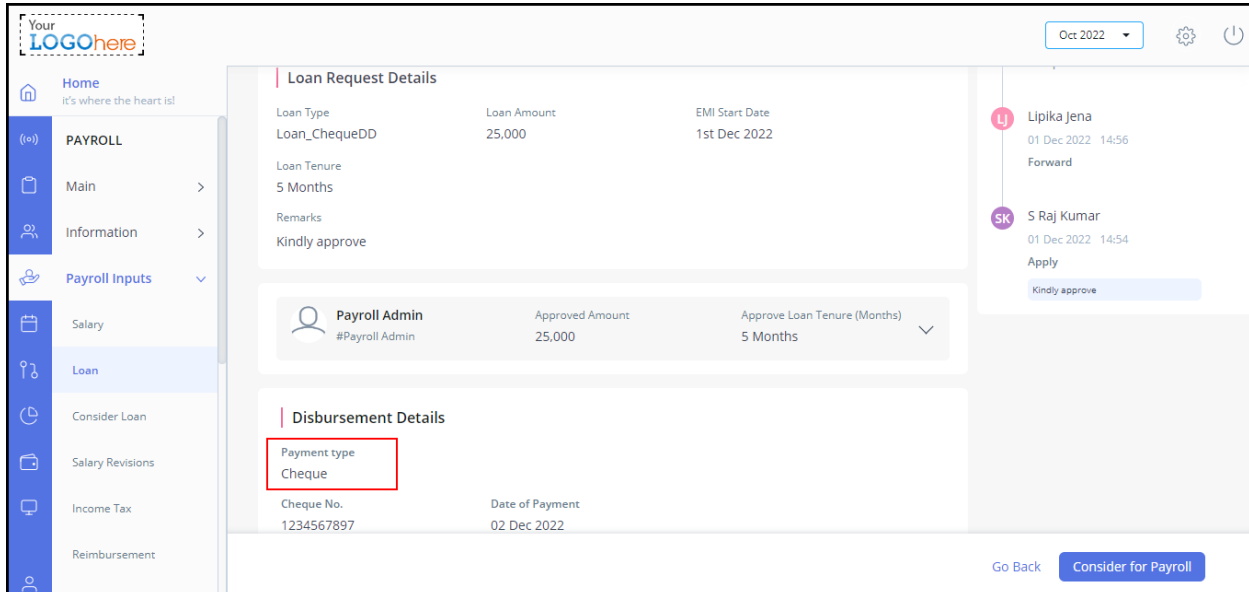 Your
LOGOhere
Oct 2022
Home
it's where the heart is!
PAYROLL
Main
Information
Payroll Inputs
Salary
Loan
Consider Loan
Salary Revisions
Income Tax
Reimbursement
Loan Request Details
Loan Type Loan Amount EMI Start Date
Loan_ChequeDD 25,000 1st Dec 2022
Loan Tenure
5 Months
Remarks
Kindly approve
Payroll Admin Approved Amount Approve Loan Tenure (Months)
#Payroll Admin 25,000 5 Months
Disbursement Details
Payment type
Cheque
Cheque No. Date of Payment
1234567897 02 Dec 2022
LJ Lipika Jena
01 Dec 2022 14:56
Forward
SK S Raj Kumar
01 Dec 2022 14:54
Apply
Kindly approve
Go Back Consider for Payroll